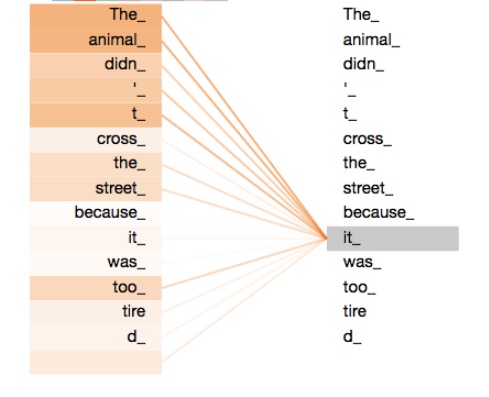 The_ The_
animal_ animal_
didn_ didn_
'_ '_
t_ t_
cross_ cross_
the_ the_
street_ street_
because_ because_
it_ it_
was_ was_
too_ too_
tire tire
d_ d_